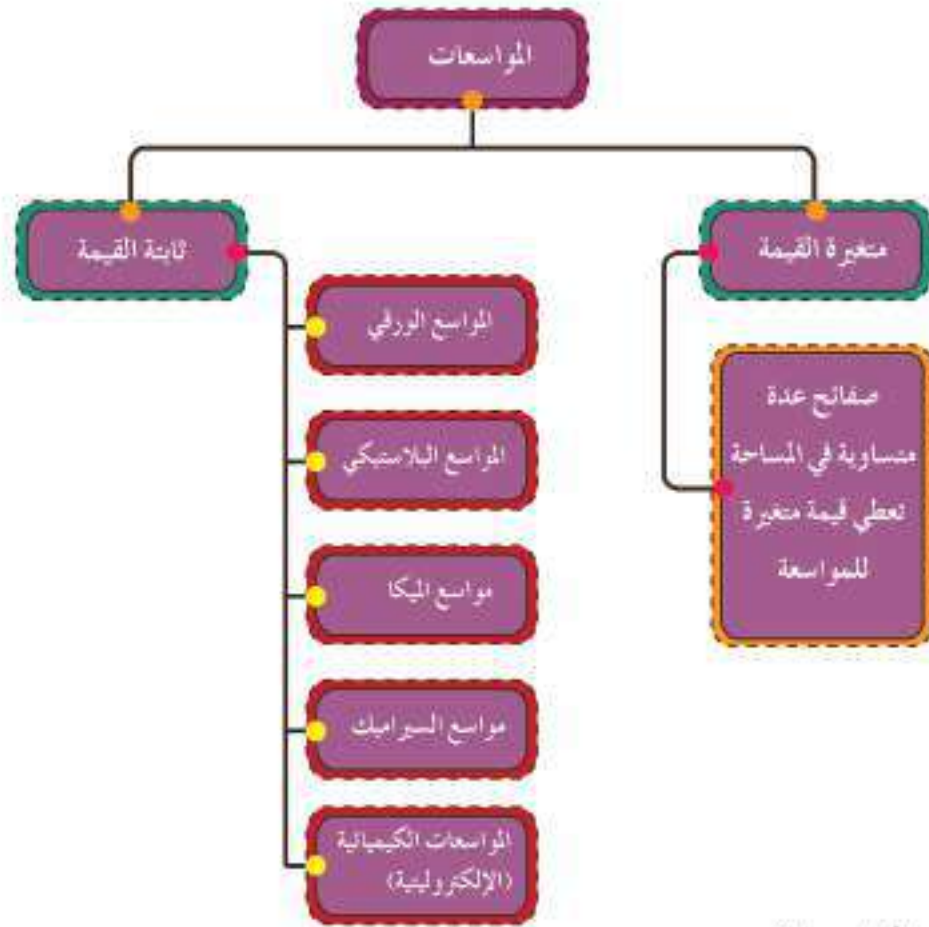 المواسعات
متغيرة القيمة
صفائح عدة
متساوية في المساحة
تعطي قيمة متغيرة
للمواسعة
ثابتة القيمة
المواسع الورقي
المواسع البلاستيكي
مواسع الميكا
مواسع السيراميك
المواسعات الكيميائية
(الإلكتروليتية)